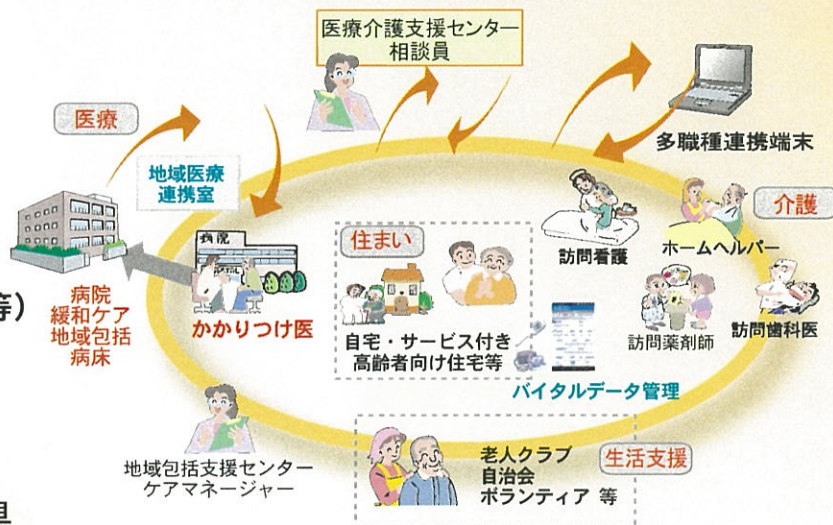 医療介護支援センター
相談員
医療
多職種連携端末
地域医療
連携室
介護
病院
住まい
訪問看護
ホームヘルパー
等）
病院
緩和ケア
地域包括
病床
かかりつけ医
自宅・サービス付き
高齢者向け住宅等
訪問薬剤師
訪問歯科医
バイタルデータ管理
地域包括支援センター
ケアマネージャー
老人クラブ
自治会
ボランティア 等
生活支援